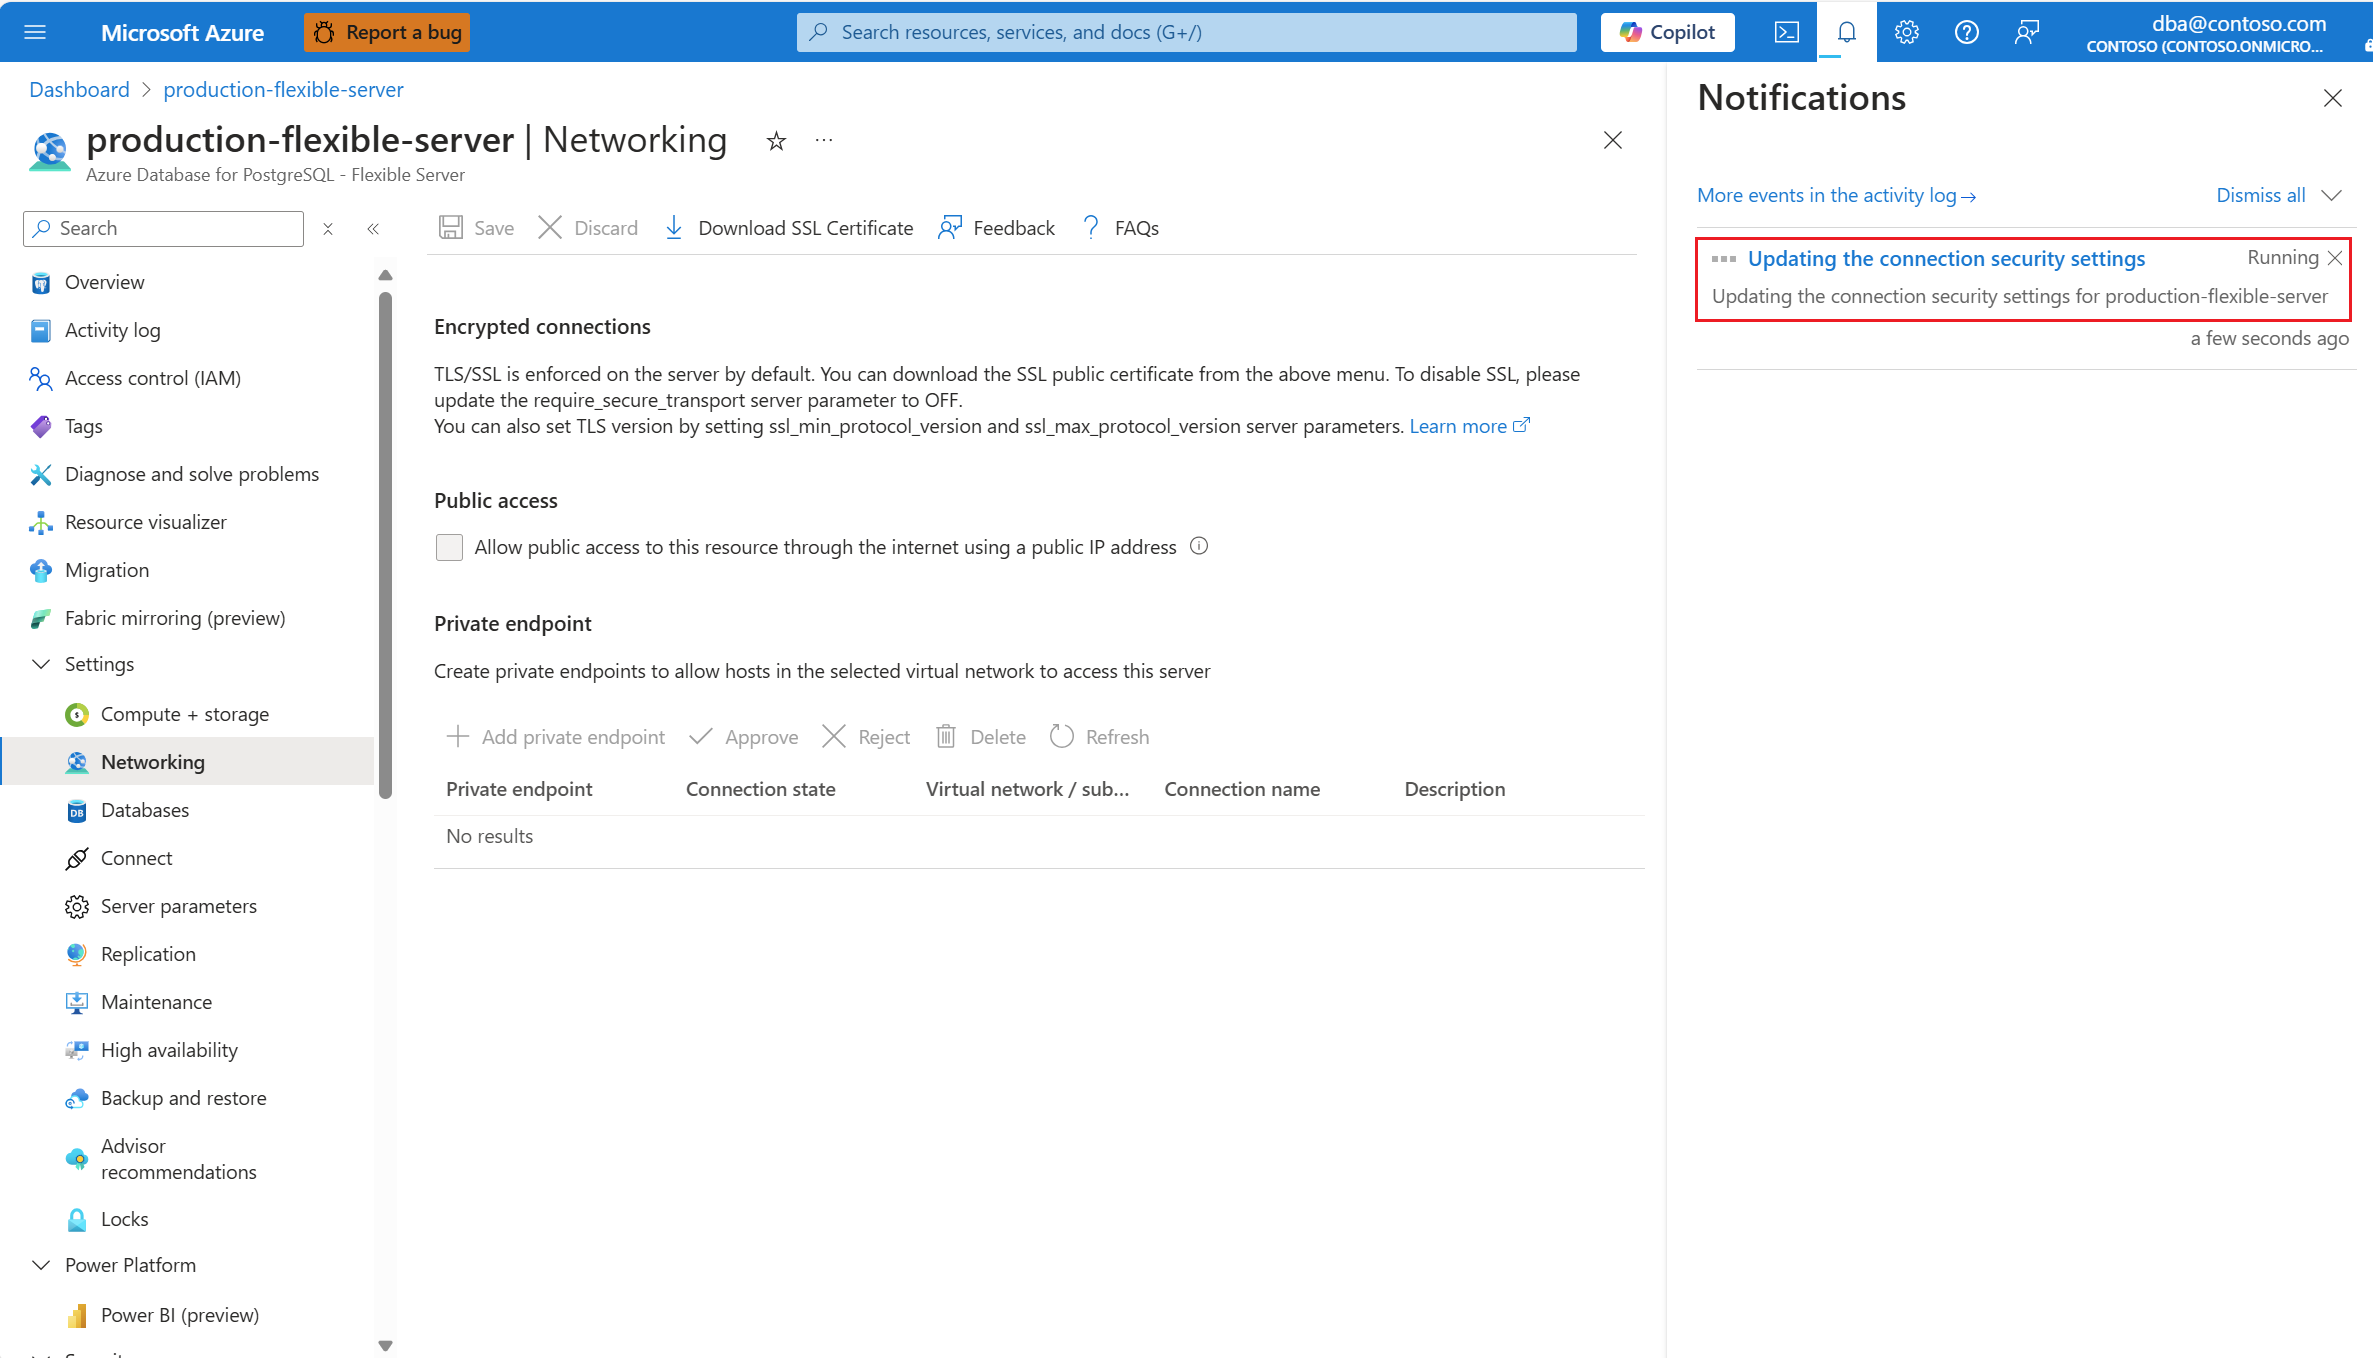 Microsoft Azure
Report a bug
Search resources, services, and docs (G+/)
Copilot
dba@contoso.com
CONTOSO (CONTOSO.ONMICRO...
Dashboard > production-flexible-server
production-flexible-server | Networking
Azure Database for PostgreSQL - Flexible Server
Search
Overview
Activity log
Access control (IAM)
Tags
Diagnose and solve problems
Resource visualizer
Migration
Fabric mirroring (preview)
Settings
Compute + storage
Networking
Databases
Connect
Server parameters
Replication
Maintenance
High availability
Backup and restore
Advisor
recommendations
Locks
Power Platform
Power BI (preview)
Save
Discard
Download SSL Certificate
Feedback
FAQs
Encrypted connections
TLS/SSL is enforced on the server by default. You can download the SSL public certificate from the above menu. To disable SSL, please
update the require_secure_transport server parameter to OFF.
You can also set TLS version by setting ssl_min_protocol_version and ssl_max_protocol_version server parameters. Learn more
Public access
Allow public access to this resource through the internet using a public IP address
Private endpoint
Create private endpoints to allow hosts in the selected virtual network to access this server
Add private endpoint
Approve
Reject
Delete
Refresh
Private endpoint
Connection state
Virtual network / sub...
Connection name
Description
No results
Notifications
More events in the activity log →
Dismiss all
Updating the connection security settings
Running
Updating the connection security settings for production-flexible-server
a few seconds ago